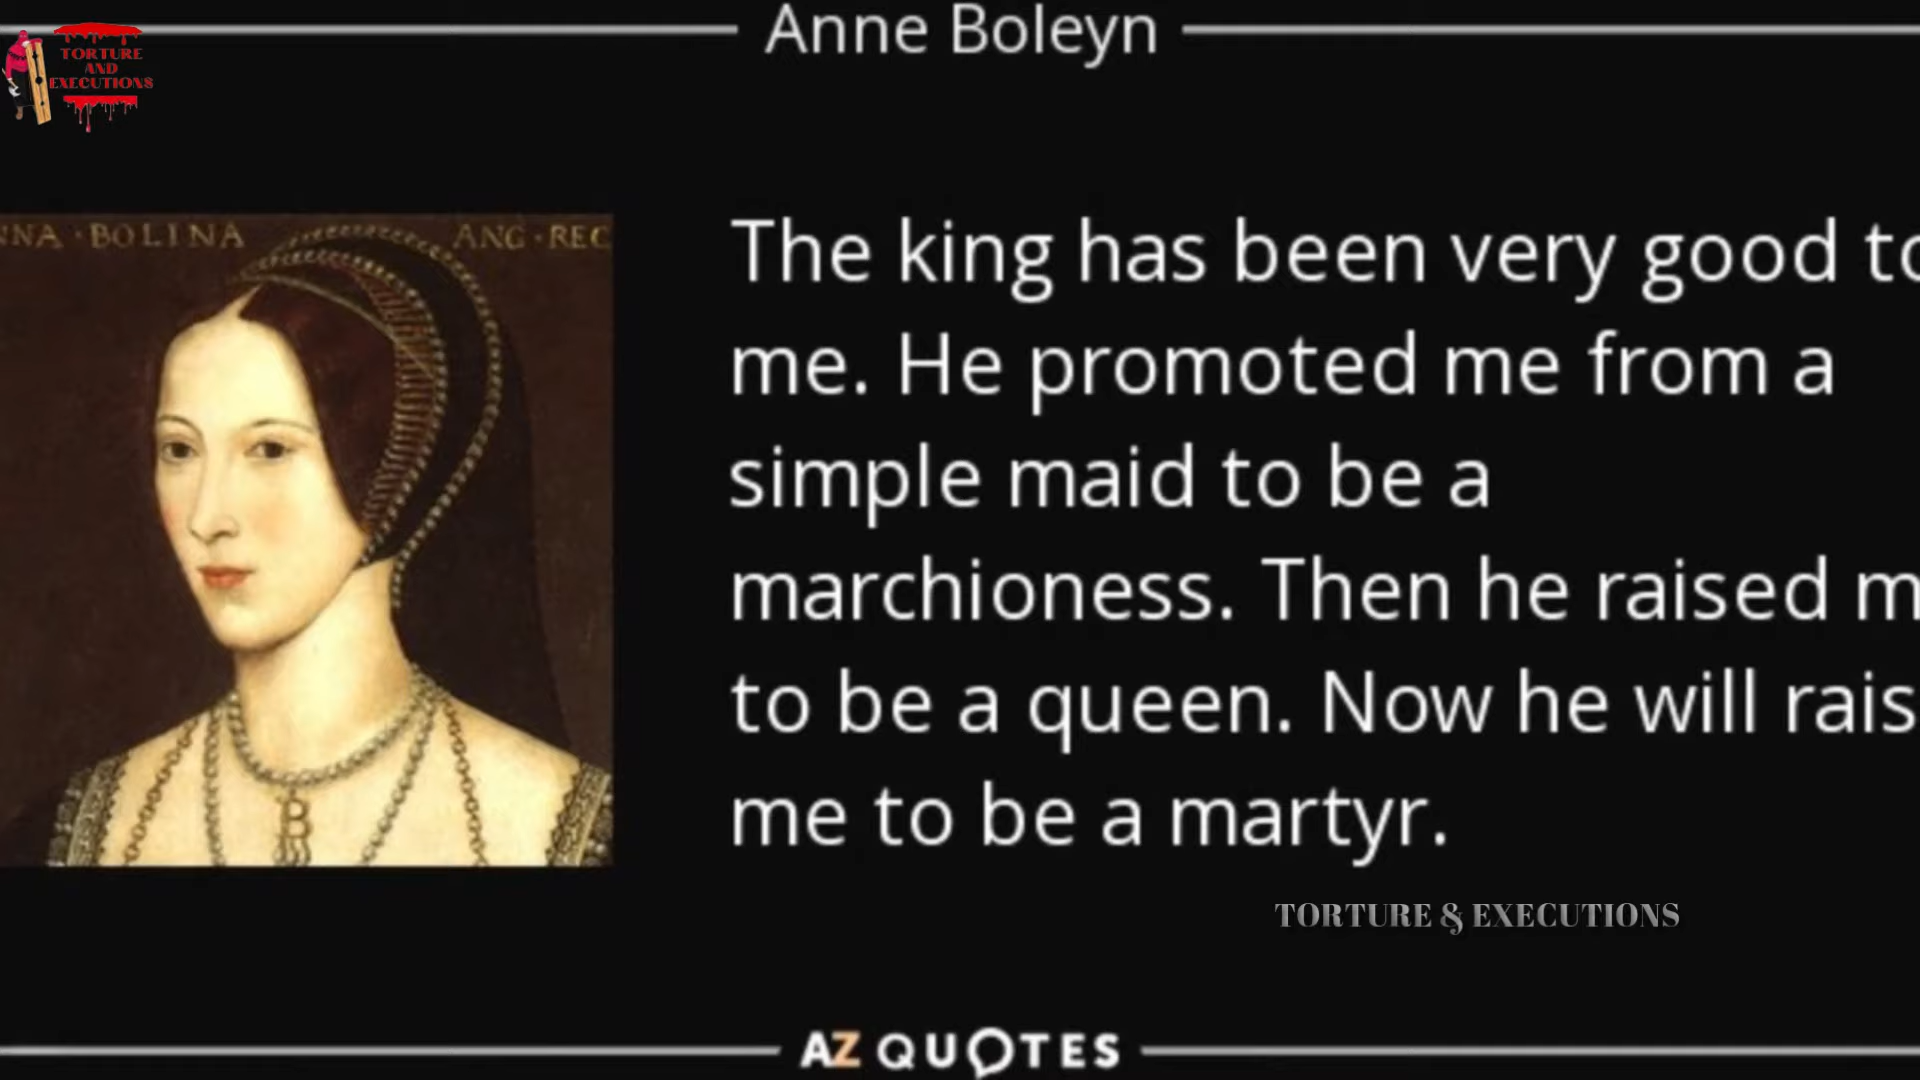 Anne Boleyn
TORTURE
AND
EXECUTIONS
NNA · BOLINA ANG · REC
The king has been very good to
me. He promoted me from a
simple maid to be a
marchioness. Then he raised m
to be a queen. Now he will rais
me to be a martyr.
TORTURE & EXECUTIONS
AZ QUOTES